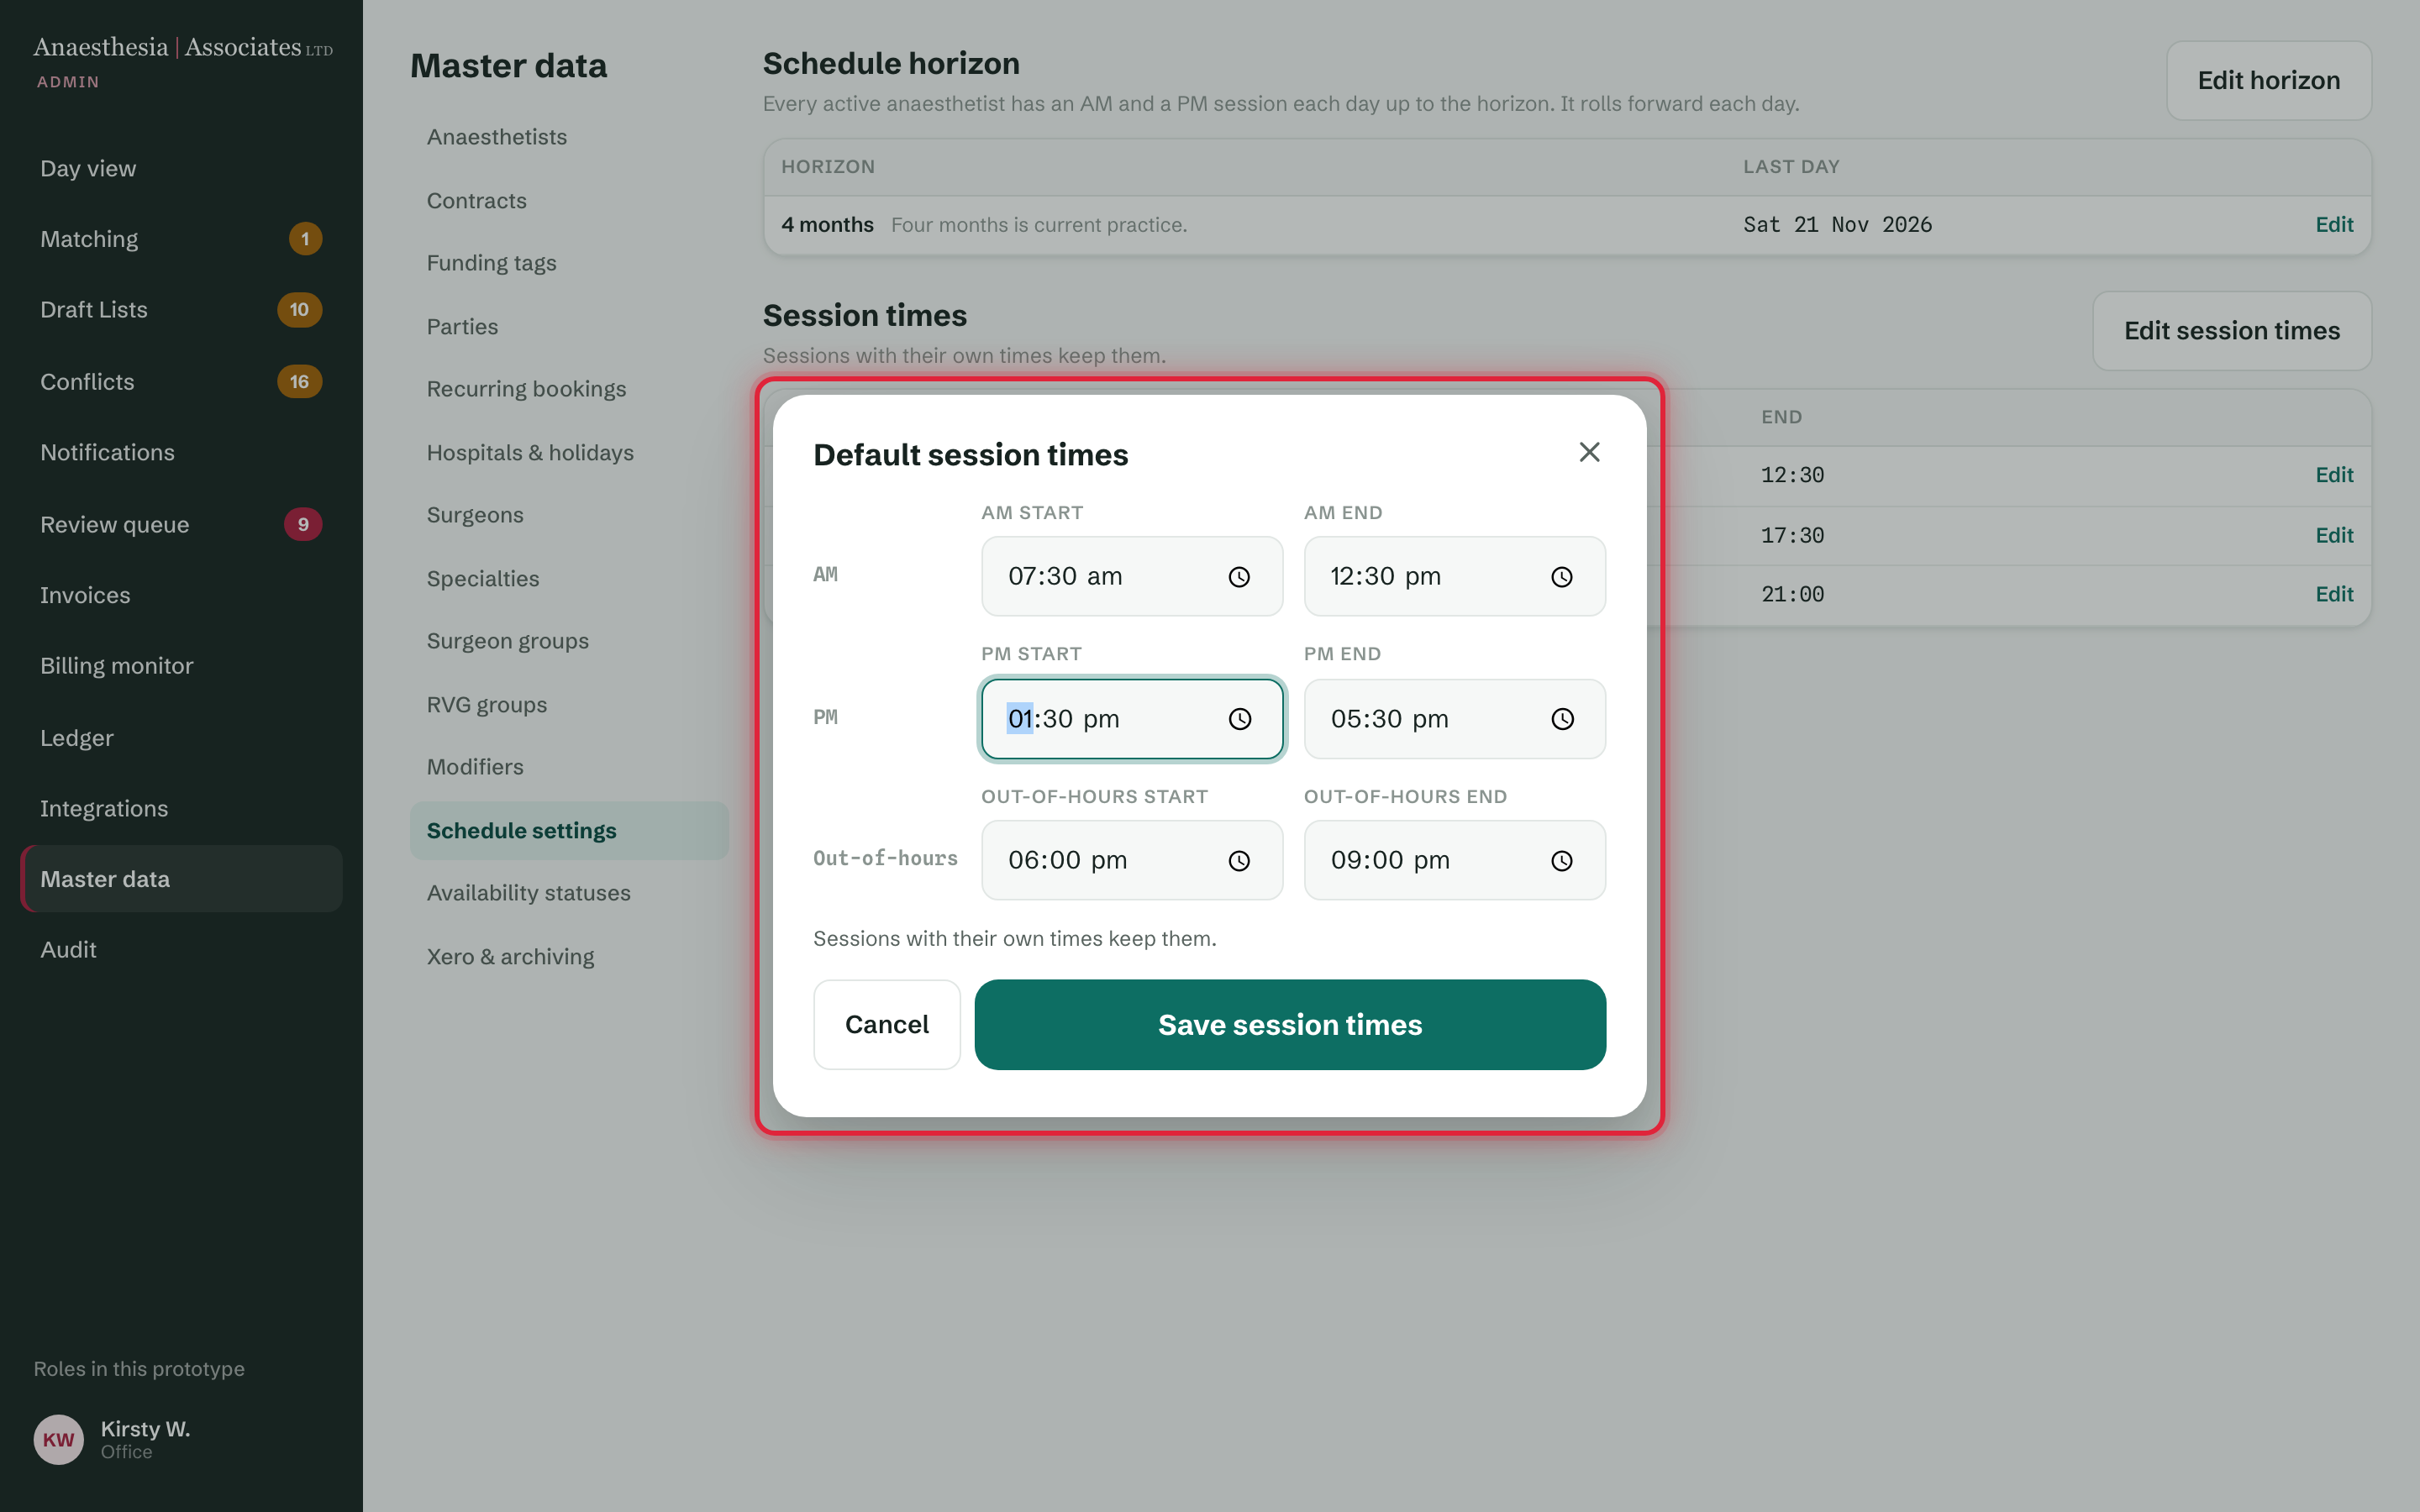 Anaesthesia | Associates LTD
ADMIN
Day view
Matching 1
Draft Lists 10
Conflicts 16
Notifications
Review queue 9
Invoices
Billing monitor
Ledger
Integrations
Master data
Audit
Roles in this prototype
KW
Kirsty W.
Office
Master data
Anaesthetists
Contracts
Funding tags
Parties
Recurring bookings
Hospitals & holidays
Surgeons
Specialties
Surgeon groups
RVG groups
Modifiers
Schedule settings
Availability statuses
Xero & archiving
Schedule horizon
Every active anaesthetist has an AM and a PM session each day up to the horizon. It rolls forward each day.
Edit horizon
HORIZON LAST DAY
4 months Four months is current practice. Sat 21 Nov 2026 Edit
Session times
Sessions with their own times keep them.
Edit session times
END
12:30 Edit
17:30 Edit
21:00 Edit
Default session times
AM START AM END
AM 07:30 am 12:30 pm
PM START PM END
PM 01:30 pm 05:30 pm
OUT-OF-HOURS START OUT-OF-HOURS END
Out-of-hours 06:00 pm 09:00 pm
Sessions with their own times keep them.
Cancel Save session times